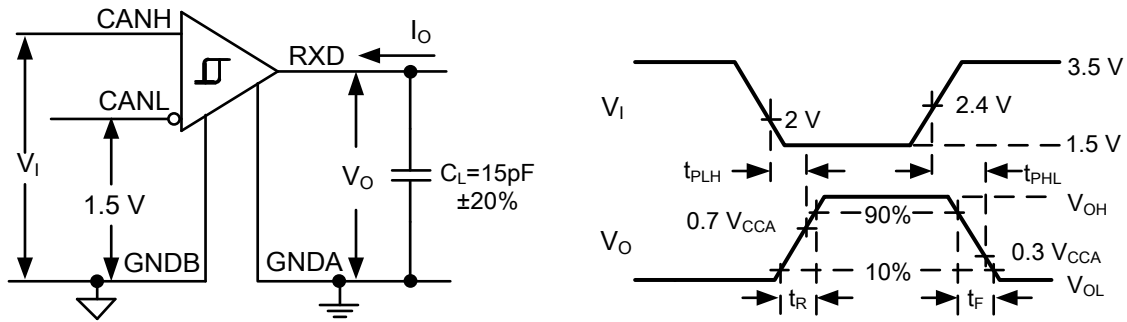 CANH
I_O
RXD
CANL
V_I
1.5 V
V_O
C_L=15pF
±20%
GNDB
GNDA
3.5 V
V_I
2 V
2.4 V
1.5 V
t_PLH
t_PHL
V_OH
0.7 V_CCA
90%
V_O
0.3 V_CCA
10%
V_OL
t_R
t_F